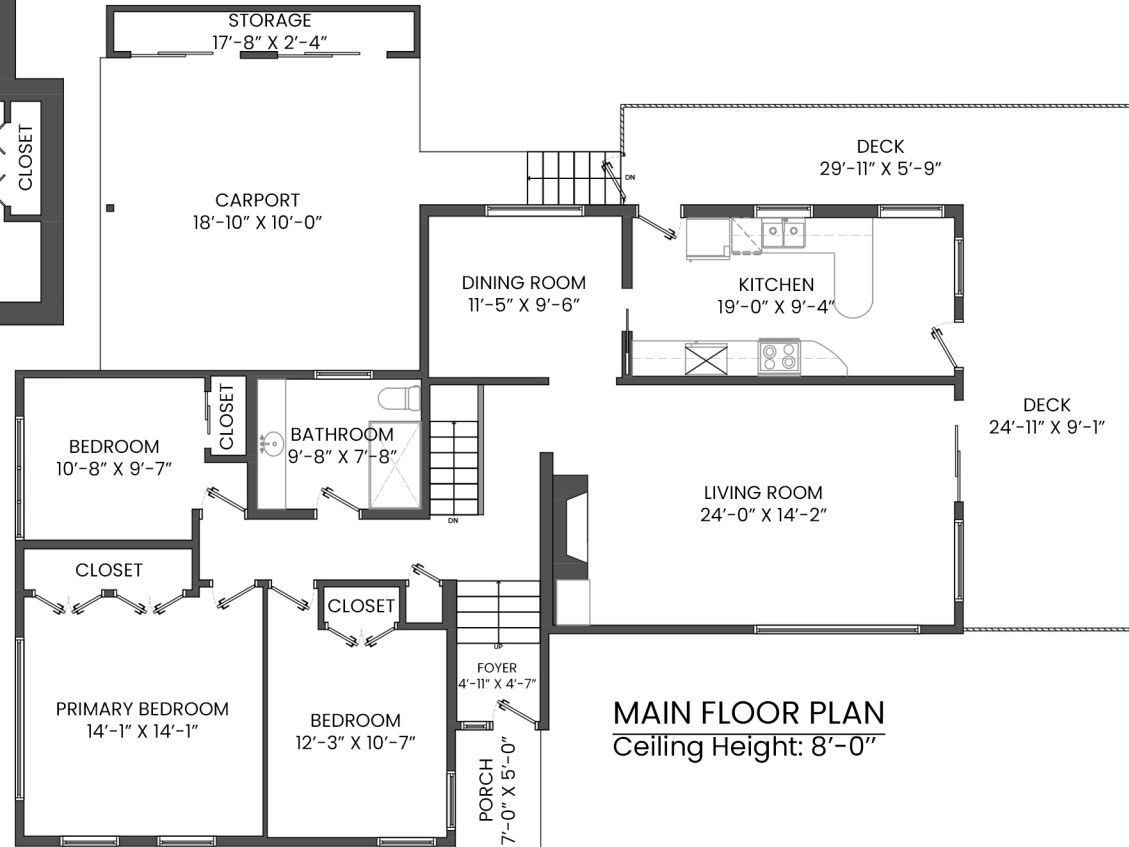 STORAGE
17'-8" X 2'-4"
CLOSET
DECK
29'-11" X 5'-9"
CARPORT
18'-10" X 10'-0"
DN
DINING ROOM
11'-5" X 9'-6"
KITCHEN
19'-0" X 9'-4"
CLOSET
BEDROOM
10'-8" X 9'-7"
BATHROOM
9'-8" X 7'-8"
DECK
24'-11" X 9'-1"
LIVING ROOM
24'-0" X 14'-2"
DN
CLOSET
CLOSET
UP
FOYER
4'-11" X 4'-7"
PRIMARY BEDROOM
14'-1" X 14'-1"
BEDROOM
12'-3" X 10'-7"
PORCH
7'-0" X 5'-0"
MAIN FLOOR PLAN
Ceiling Height: 8'-0"